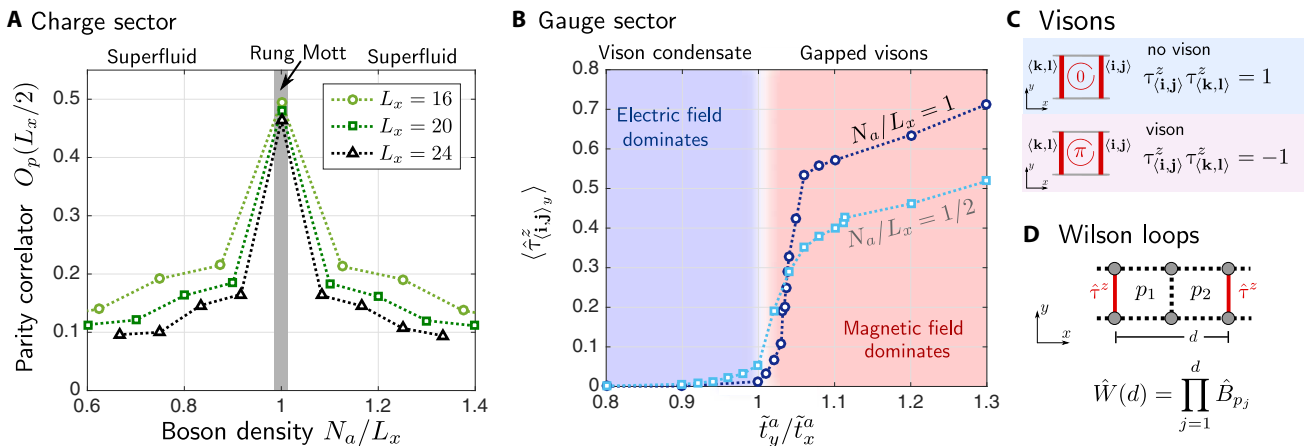 A Charge sector
Superfluid
Rung Mott
Superfluid
Parity correlator O_p(L_x/2)
0.5
0.4
0.3
0.2
0.1
0
0.6
0.8
1
1.2
1.4
L_x = 16
L_x = 20
L_x = 24
Boson density N_a/L_x
B Gauge sector
Vison condensate
Gapped visons
⟨τ̂^z_{⟨i,j⟩_y}⟩
0.8
0.7
0.6
0.5
0.4
0.3
0.2
0.1
0
0.8
0.9
1.0
1.1
1.2
1.3
Electric field
dominates
N_a/L_x = 1
N_a/L_x = 1/2
Magnetic field
dominates
t̃^a_y/t̃^a_x
C Visons
no vison
⟨k,l⟩ 0 ⟨i,j⟩
τ^z_{⟨i,j⟩} τ^z_{⟨k,l⟩} = 1
y
x
vison
⟨k,l⟩ π ⟨i,j⟩
τ^z_{⟨i,j⟩} τ^z_{⟨k,l⟩} = −1
y
x
D Wilson loops
τ̂^z p_1 p_2 τ̂^z
y
x
d
Ŵ(d) = ∏_{j=1}^{d} B̂_{p_j}